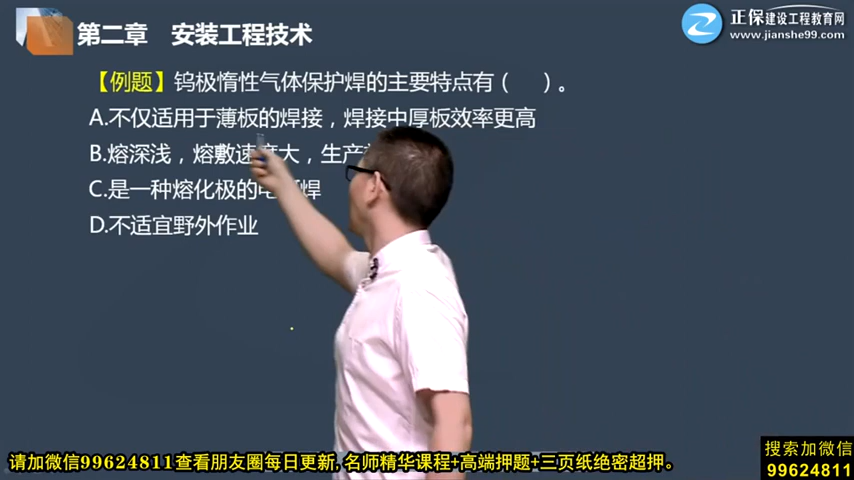 第二章 安装工程技术
正保建设工程教育网
www.jianshe99.com
【例题】钨极惰性气体保护焊的主要特点有( )。
A.不仅适用于薄板的焊接，焊接中厚板效率更高
B.熔深浅，熔敷速度大，生产
C.是一种熔化极的电 焊
D.不适宜野外作业
请加微信99624811查看朋友圈每日更新,名师精华课程+高端押题+三页纸绝密超押。
搜索加微信
99624811